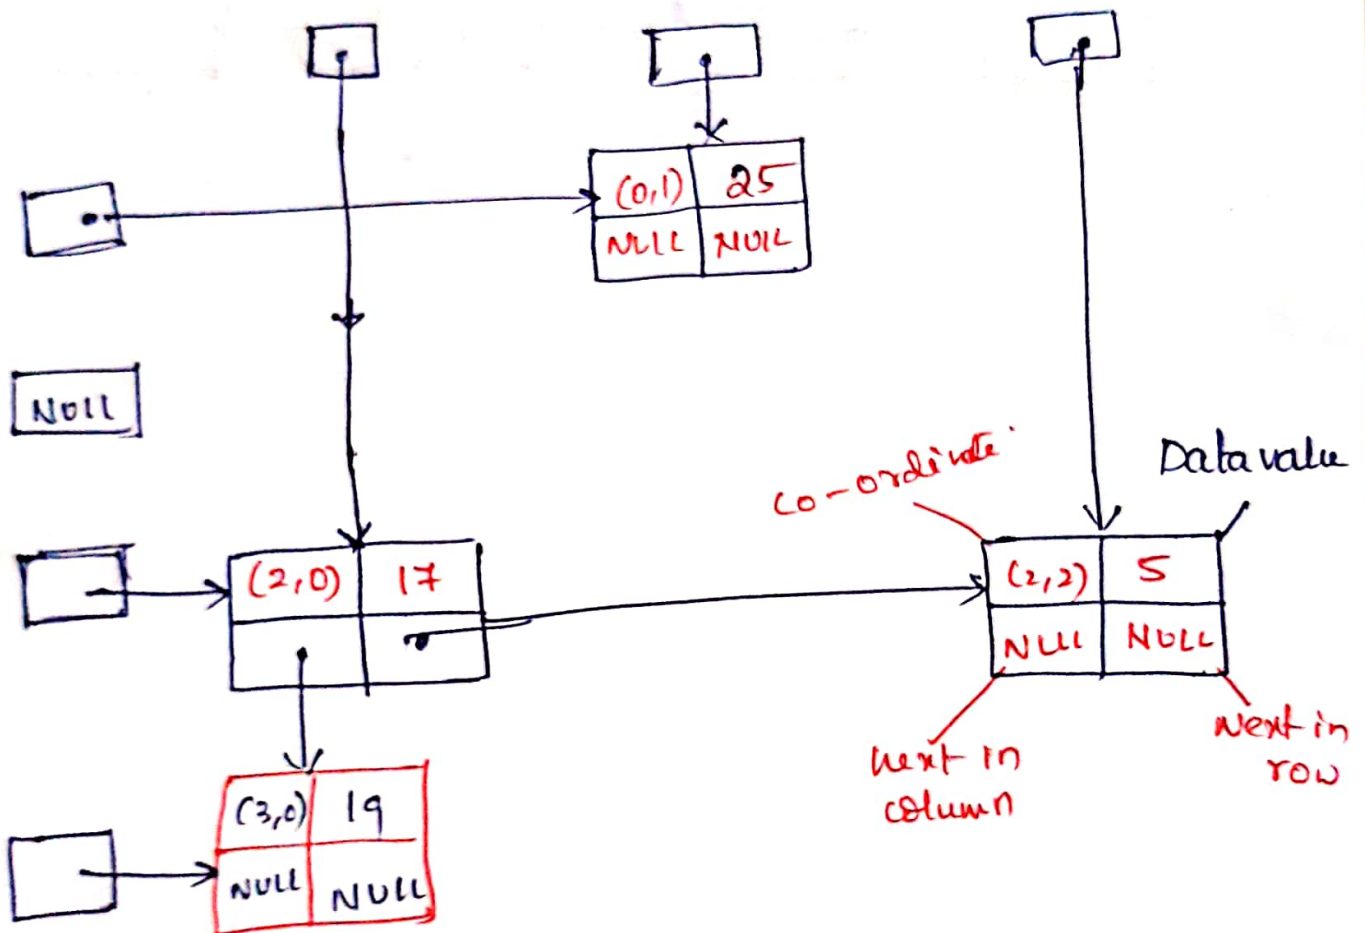 (0,1) 25
NULL NULL
NULL
Data value
co-ordinate
(2,0) 17
(2,2) 5
NULL NULL
next in
column
Next in
row
(3,0) 19
NULL NULL